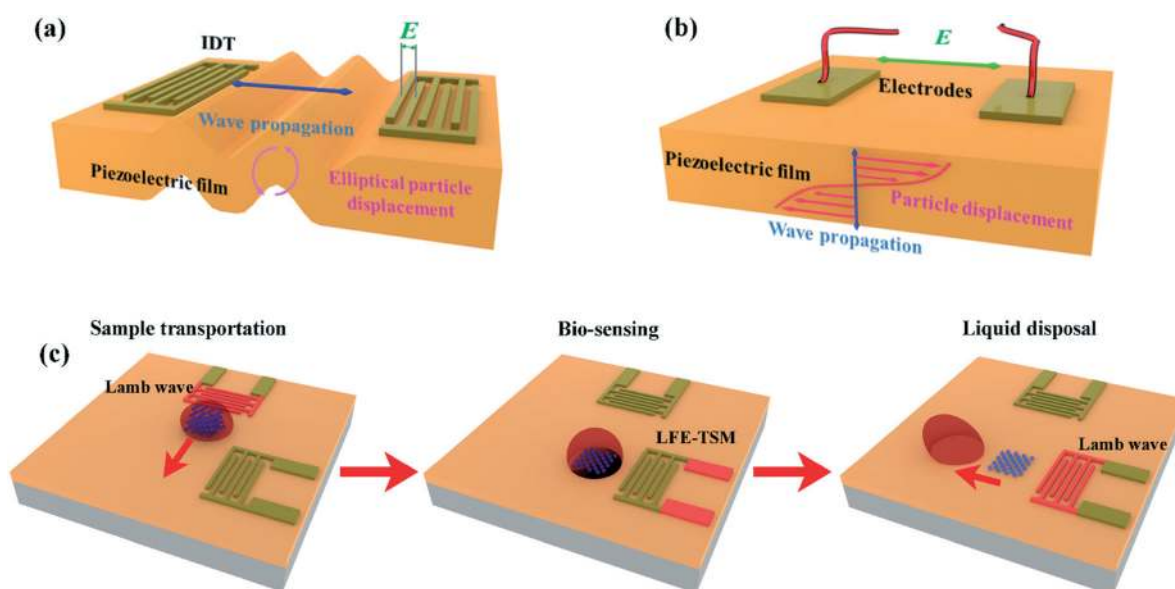 (a)
IDT
E
Wave propagation
Piezoelectric film
Elliptical particle
displacement
(b)
E
Electrodes
Piezoelectric film
Particle displacement
Wave propagation
(c)
Sample transportation
Lamb wave
Bio-sensing
LFE-TSM
Liquid disposal
Lamb wave